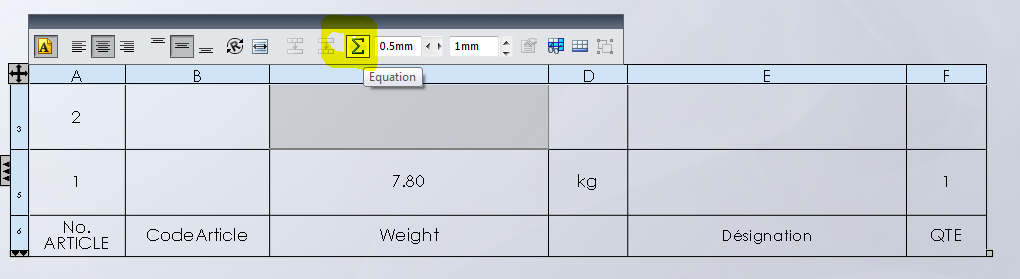 A 0.5mm 1mm
Equation
A B D E F
3 2
5 1 7.80 kg 1
6 No. ARTICLE CodeArticle Weight Désignation QTE